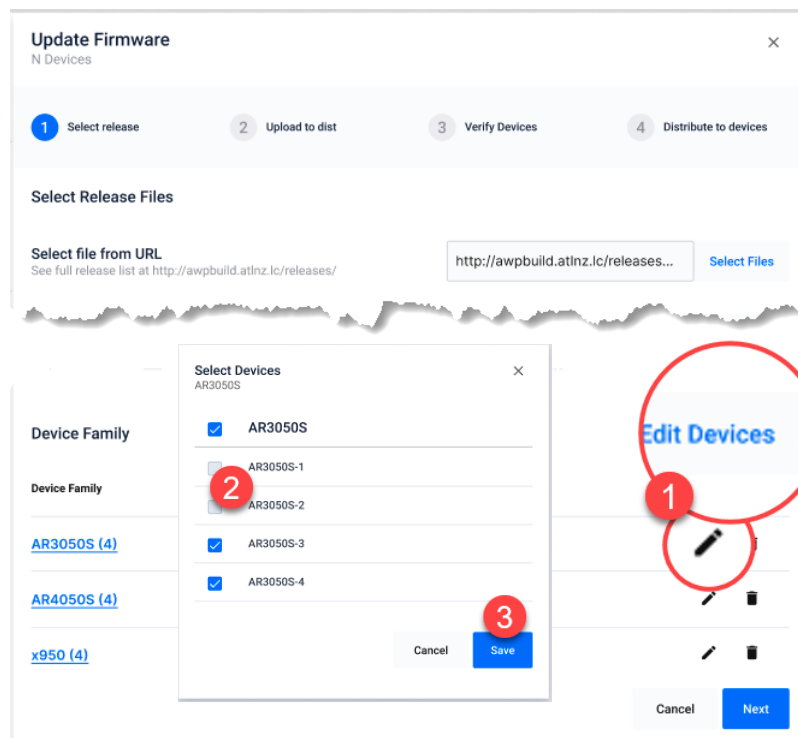 Update Firmware
N Devices
1 Select release 2 Upload to dist 3 Verify Devices 4 Distribute to devices
Select Release Files
Select file from URL
See full release list at http://awpbuild.atlnz.lc/releases/
http://awpbuild.atlnz.lc/releases... Select Files
Select Devices
AR3050S
AR3050S
AR3050S-1
2
AR3050S-2
AR3050S-3
AR3050S-4
3
Cancel Save
Edit Devices
1
Device Family
Device Family
AR3050S (4)
AR4050S (4)
x950 (4)
Cancel Next